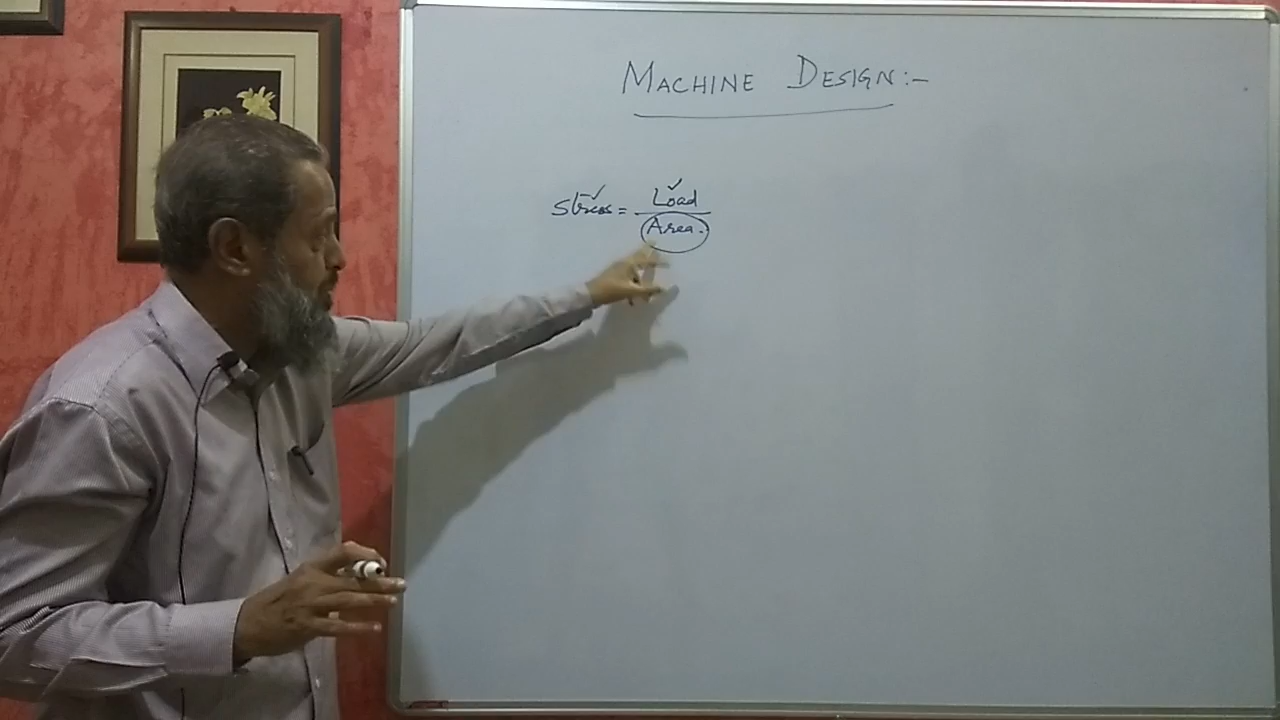 MACHINE DESIGN:-
Stress = Load
Area.